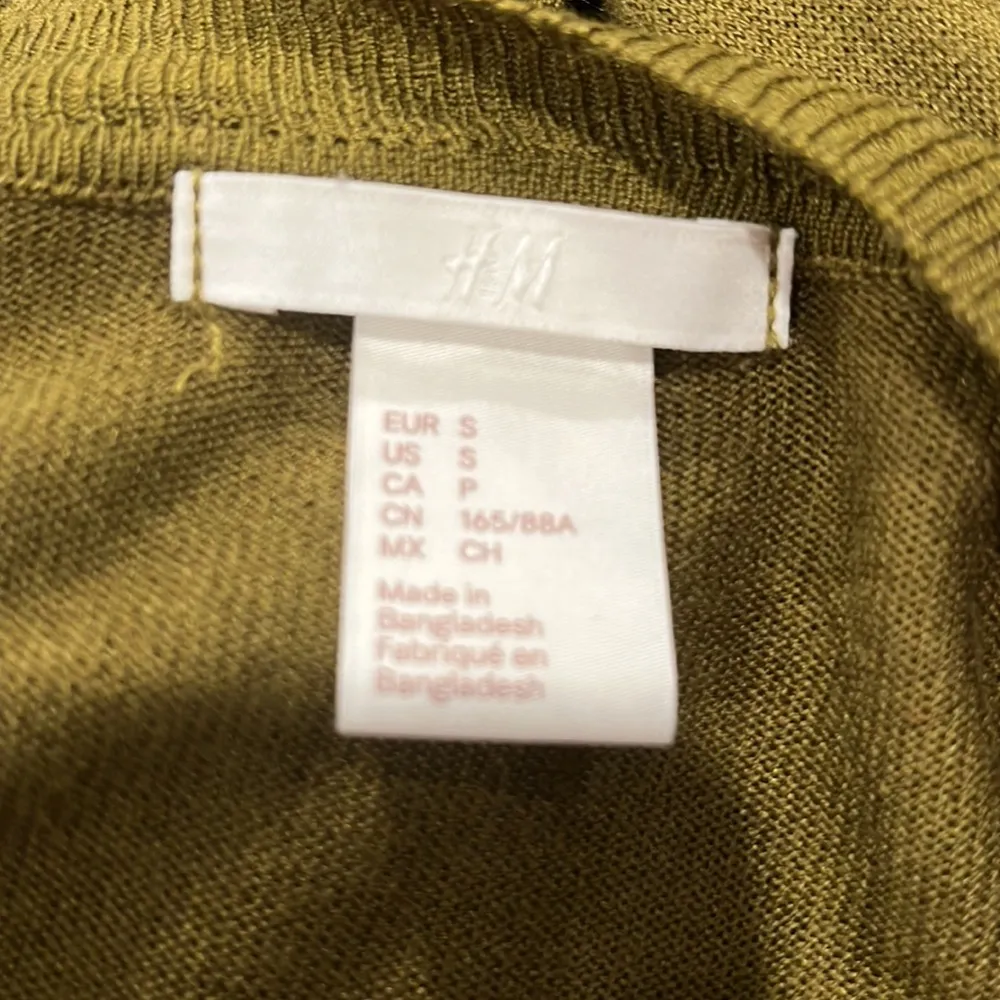 H&M
EUR S
US S
CA P
CN 165/88A
MX CH
Made in
Bangladesh
Fabriqué en
Bangladesh